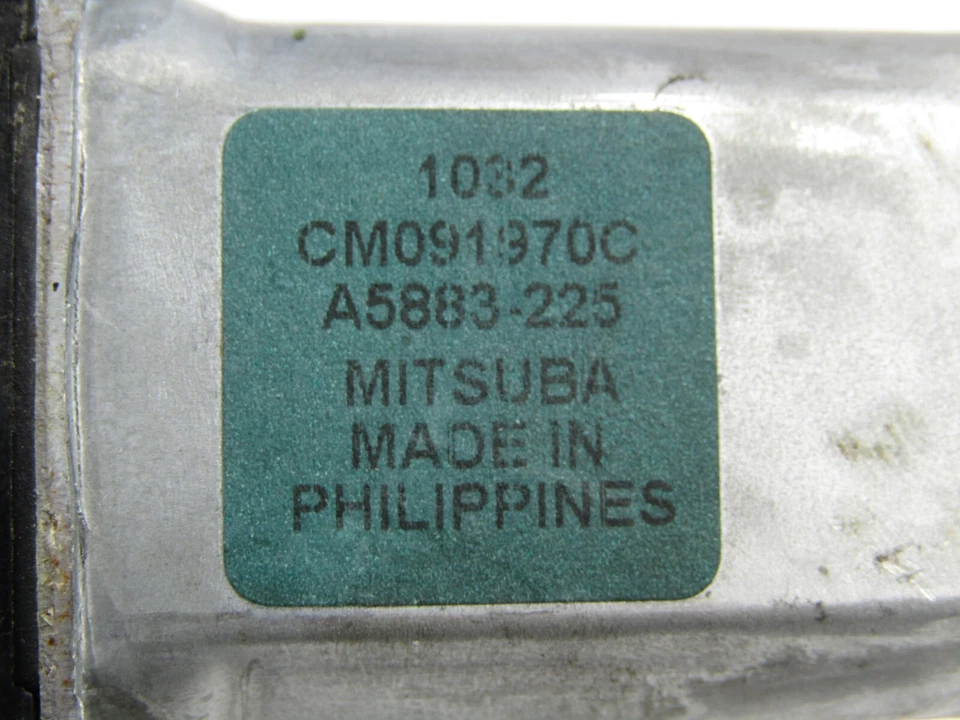 1032
CM091970C
A5883-225
MITSUBA
MADE IN
PHILIPPINES